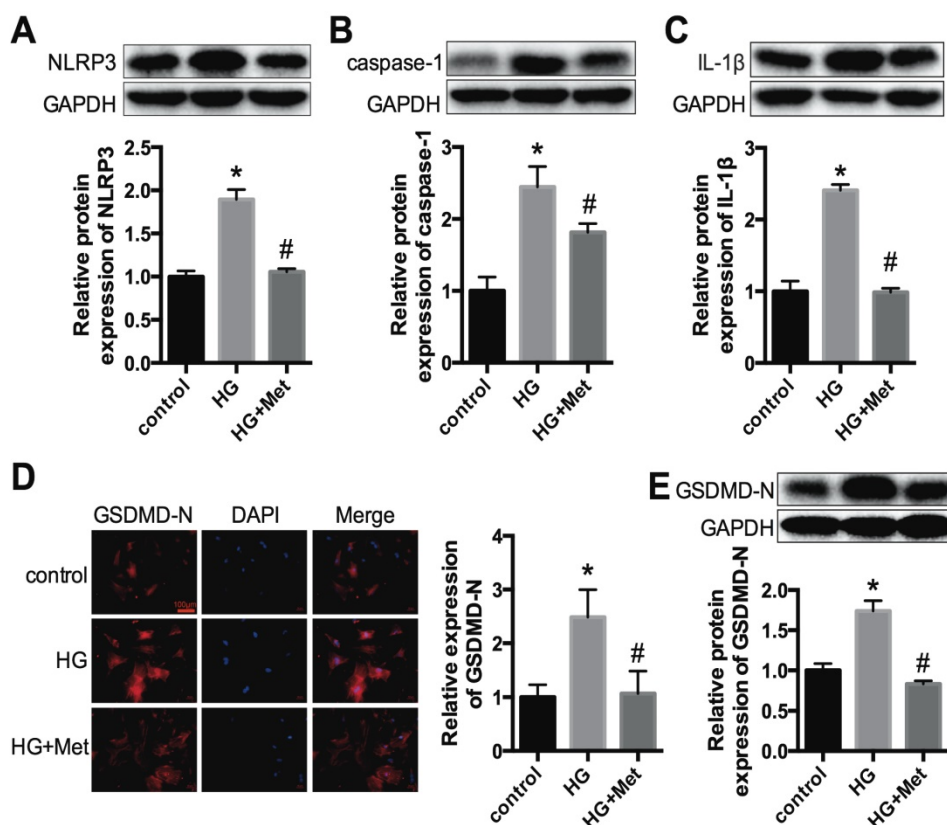 A
NLRP3
GAPDH
Relative protein
expression of NLRP3
2.5
2.0
1.5
1.0
0.5
0.0
*
#
control
HG
HG+Met
B
caspase-1
GAPDH
Relative protein
expression of caspase-1
3
2
1
0
*
#
control
HG
HG+Met
C
IL-1β
GAPDH
Relative protein
expression of IL-1β
3
2
1
0
*
#
control
HG
HG+Met
D
GSDMD-N DAPI Merge
control
100μm
HG
HG+Met
Relative expression
of GSDMD-N
4
3
2
1
0
*
#
control
HG
HG+Met
E
GSDMD-N
GAPDH
Relative protein
expression of GSDMD-N
2.0
1.5
1.0
0.5
0.0
*
#
control
HG
HG+Met